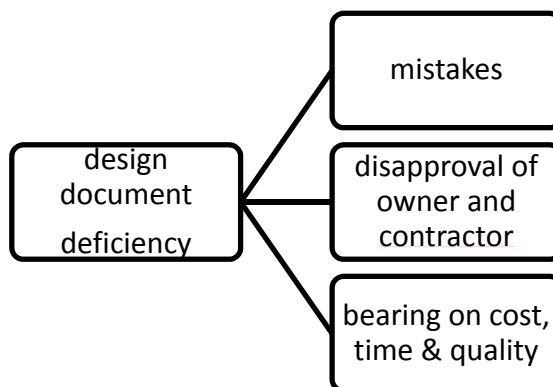 design
document
deficiency
mistakes
disapproval of
owner and
contractor
bearing on cost,
time & quality